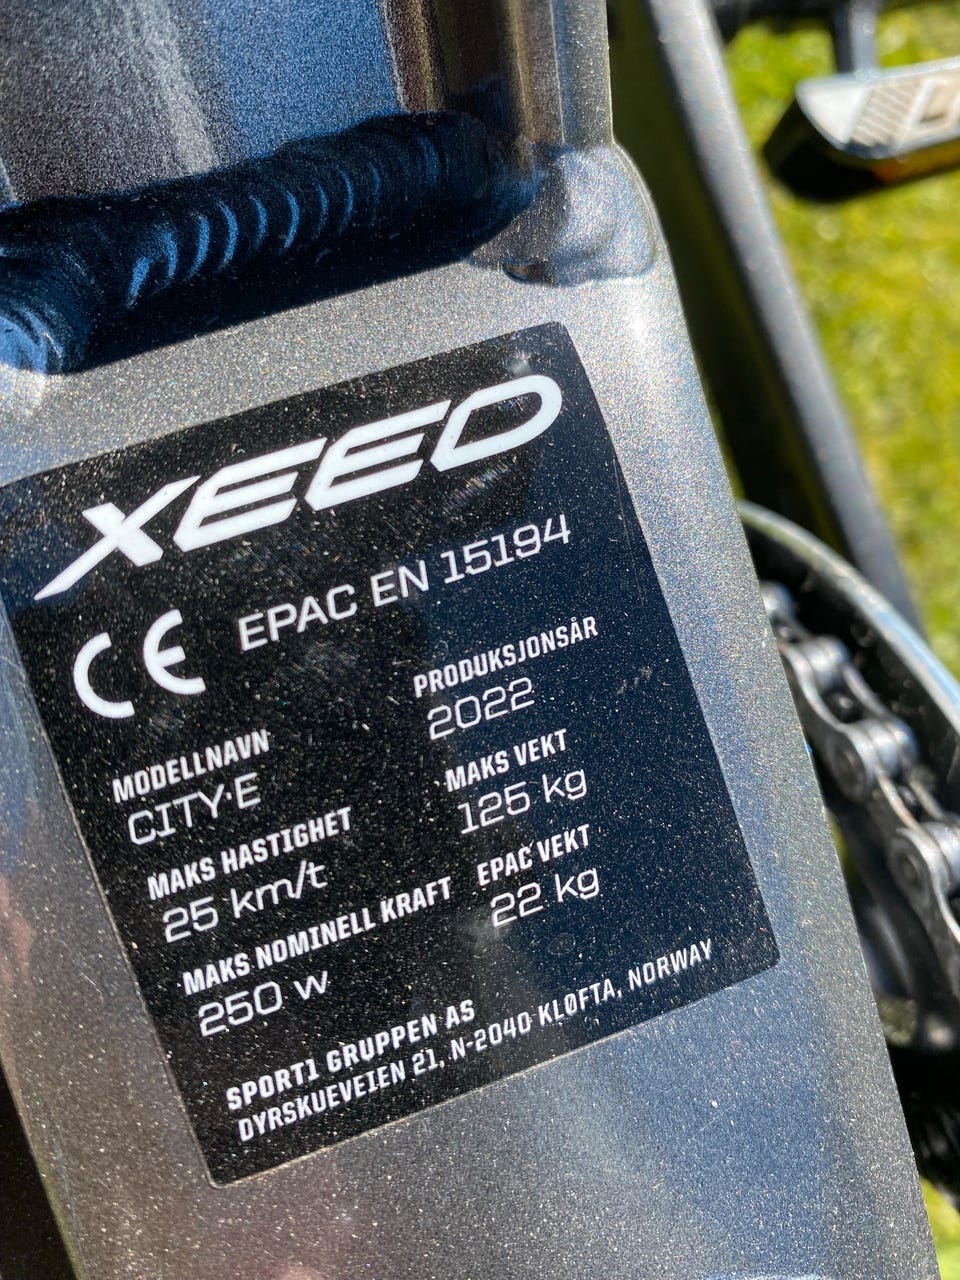 XEED
CE EPAC EN 15194
MODELLNAVN
CITY·E
MAKS HASTIGHET
25 km/t
MAKS NOMINELL KRAFT
250 W
PRODUKSJONSÅR
2022
MAKS VEKT
125 kg
EPAC VEKT
22 kg
SPORT1 GRUPPEN AS
DYRSKUEVEIEN 21, N-2040 KLØFTA, NORWAY